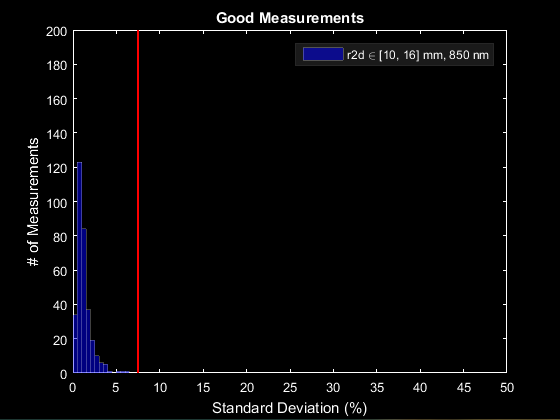 Good Measurements
r2d ∈ [10, 16] mm, 850 nm
# of Measurements
200
180
160
140
120
100
80
60
40
20
0
0 5 10 15 20 25 30 35 40 45 50
Standard Deviation (%)